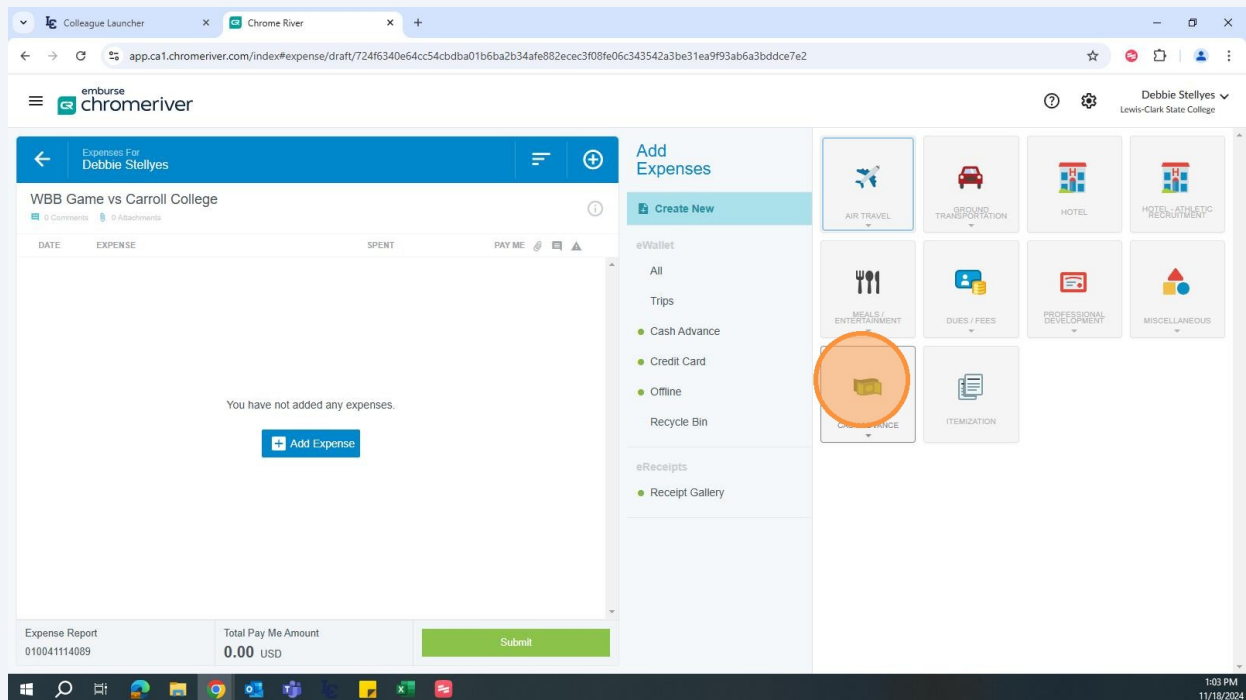 Colleague Launcher
Chrome River
app.ca1.chromeriver.com/index#expense/draft/724f6340e64cc54cbdba01b6ba2b34afe882ecec3f08fe06c343542a3be31ea9f93ab6a3bddce7e2
emburse
chromeriver
Debbie Stellyes
Lewis-Clark State College
Expenses For
Debbie Stellyes
WBB Game vs Carroll College
0 Comments 0 Attachments
DATE EXPENSE SPENT PAY ME
You have not added any expenses.
Add Expense
Expense Report
010041114089
Total Pay Me Amount
0.00 USD
Submit
Add
Expenses
Create New
eWallet
All
Trips
Cash Advance
Credit Card
Offline
Recycle Bin
eReceipts
Receipt Gallery
AIR TRAVEL
GROUND
TRANSPORTATION
HOTEL
HOTEL - ATHLETIC
RECRUITMENT
MEALS /
ENTERTAINMENT
DUES / FEES
PROFESSIONAL
DEVELOPMENT
MISCELLANEOUS
CASH ADVANCE
ITEMIZATION
1:03 PM
11/18/2024